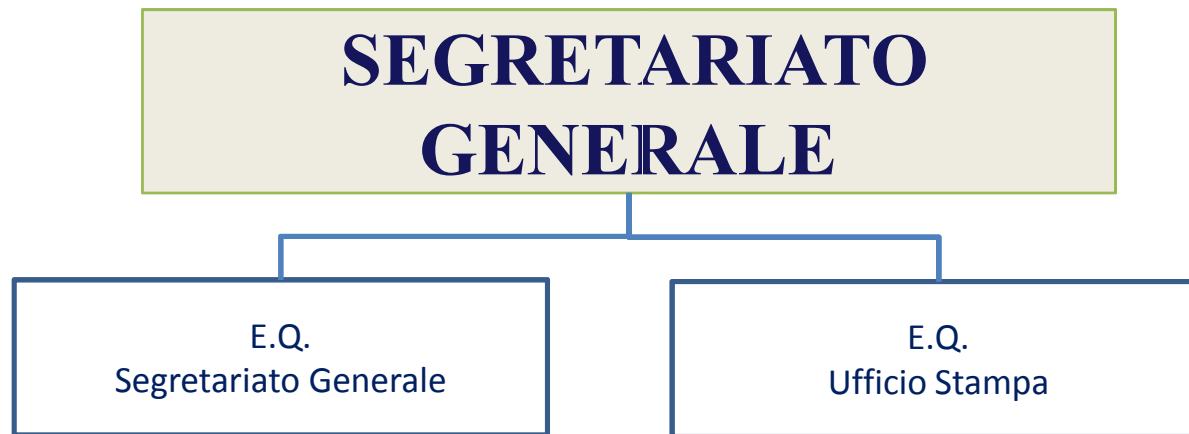 SEGRETARIATO
GENERALE
E.Q.
Segretariato Generale
E.Q.
Ufficio Stampa